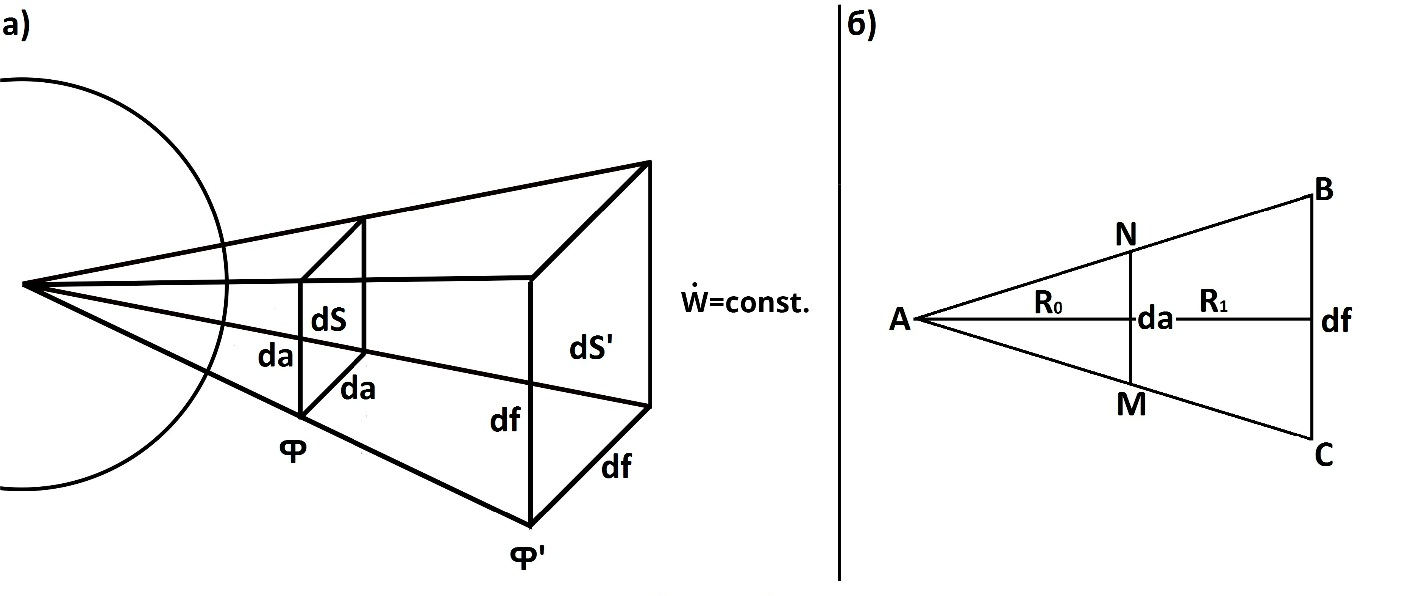 а)
dS
da
da
ф
Ẇ=const.
dS'
df
df
ф'
б)
A
N
B
R₀
da
R₁
df
M
C